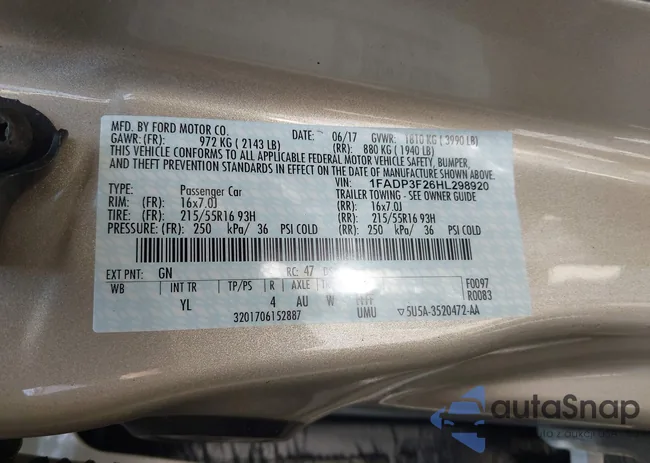 MFD. BY FORD MOTOR CO. DATE: 06/17 GVWR: 1810 KG ( 3990 LB)
GAWR: (FR): 972 KG ( 2143 LB) (RR): 880 KG ( 1940 LB)
THIS VEHICLE CONFORMS TO ALL APPLICABLE FEDERAL MOTOR VEHICLE SAFETY, BUMPER,
AND THEFT PREVENTION STANDARDS IN EFFECT ON THE DATE OF MANUFACTURE SHOWN ABOVE.
VIN: 1FADP3F26HL298920
TYPE: Passenger Car TRAILER TOWING - SEE OWNER GUIDE
RIM: (FR): 16x7.0J (RR): 16x7.0J
TIRE: (FR): 215/55R16 93H (RR): 215/55R16 93H
PRESSURE: (FR): 250 kPa/ 36 PSI COLD (RR): 250 kPa/ 36 PSI COLD
EXT PNT: GN RC: 47
WB INT TR TP/PS R AXLE F0097
YL 4 AU W R0083
3201706152887 UMU ▽5U5A-3520472-AA
autaSnap